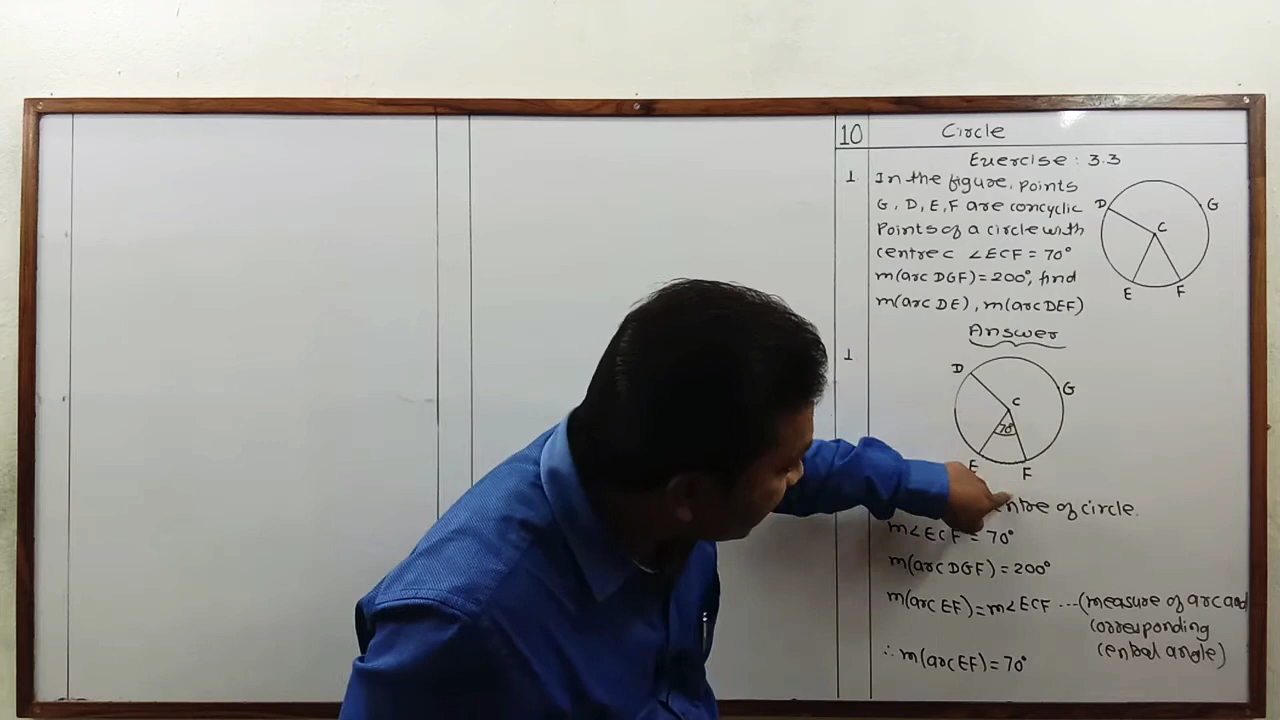 10 Circle
Exercise : 3.3
1 In the figure, points
G, D, E, F are concyclic
points of a circle with
centre C ∠ECF = 70°
m(arc DGF) = 200°, find
m(arc DE), m(arc DEF)
D
G
C
E
F
Answer
1
D
G
C
70°
E
F
of circle.
m∠ECF = 70°
m(arc DGF) = 200°
m(arc EF) = m∠ECF ---(measure of arc and
corresponding
central angle)
∴ m(arc EF) = 70°